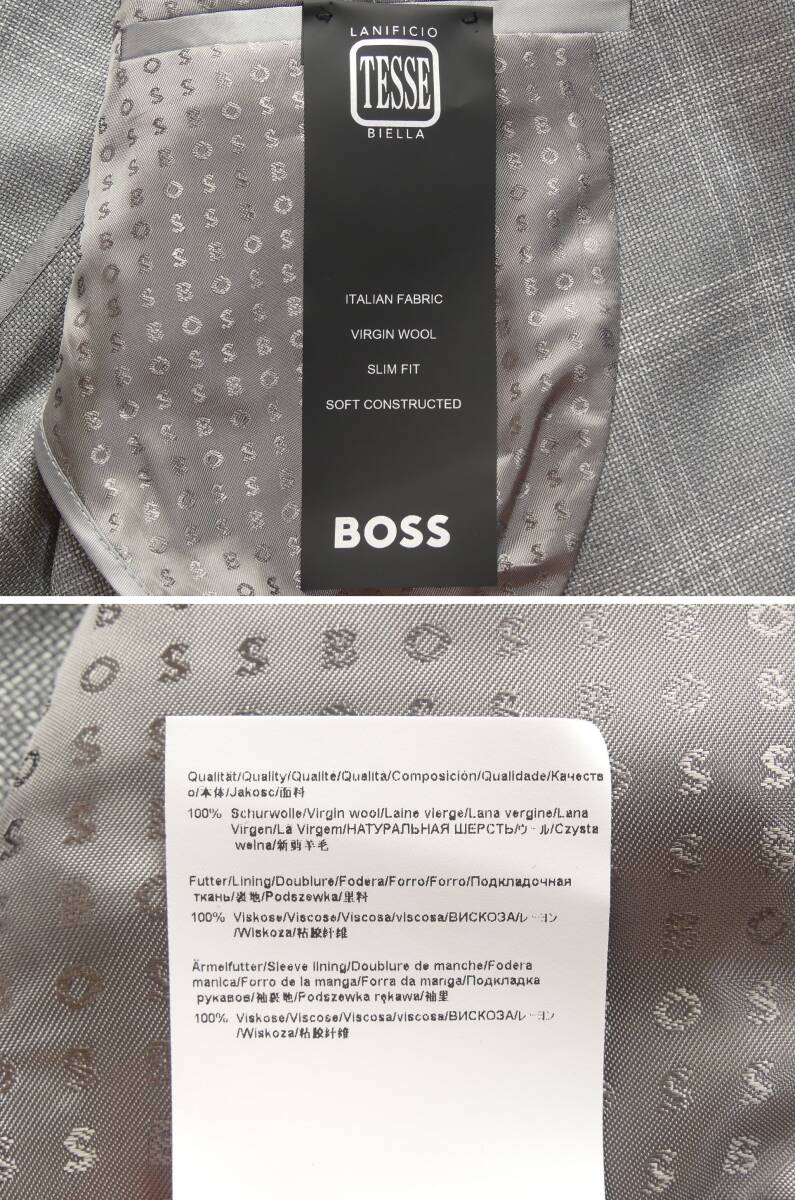 LANIFICIO
TESSE
BIELLA
ITALIAN FABRIC
VIRGIN WOOL
SLIM FIT
SOFT CONSTRUCTED
BOSS
Qualität/Quality/Qualité/Qualità/Composición/Qualidade/Качеств
о/本体/Jakosc/面料
100% Schurwolle/Virgin wool/Laine vierge/Lana vergine/Lana
Virgen/Lã Virgem/НАТУРАЛЬНАЯ ШЕРСТЬ/ウール/Czysta
welna/新剪羊毛
Futter/Lining/Doublure/Fodera/Forro/Forro/Подкладочная
ткань/裏地/Podszewka/里料
100% Viskose/Viscose/Viscosa/viscosa/ВИСКОЗА/レーヨン
/Wiskoza/粘胶纤维
Ärmelfutter/Sleeve lining/Doublure de manche/Fodera
manica/Forro de la manga/Forra da manga/Подкладка
рукавов/袖裏地/Podszewka rękawa/袖里
100% Viskose/Viscose/Viscosa/viscosa/ВИСКОЗА/レーヨン
/Wiskoza/粘胶纤维